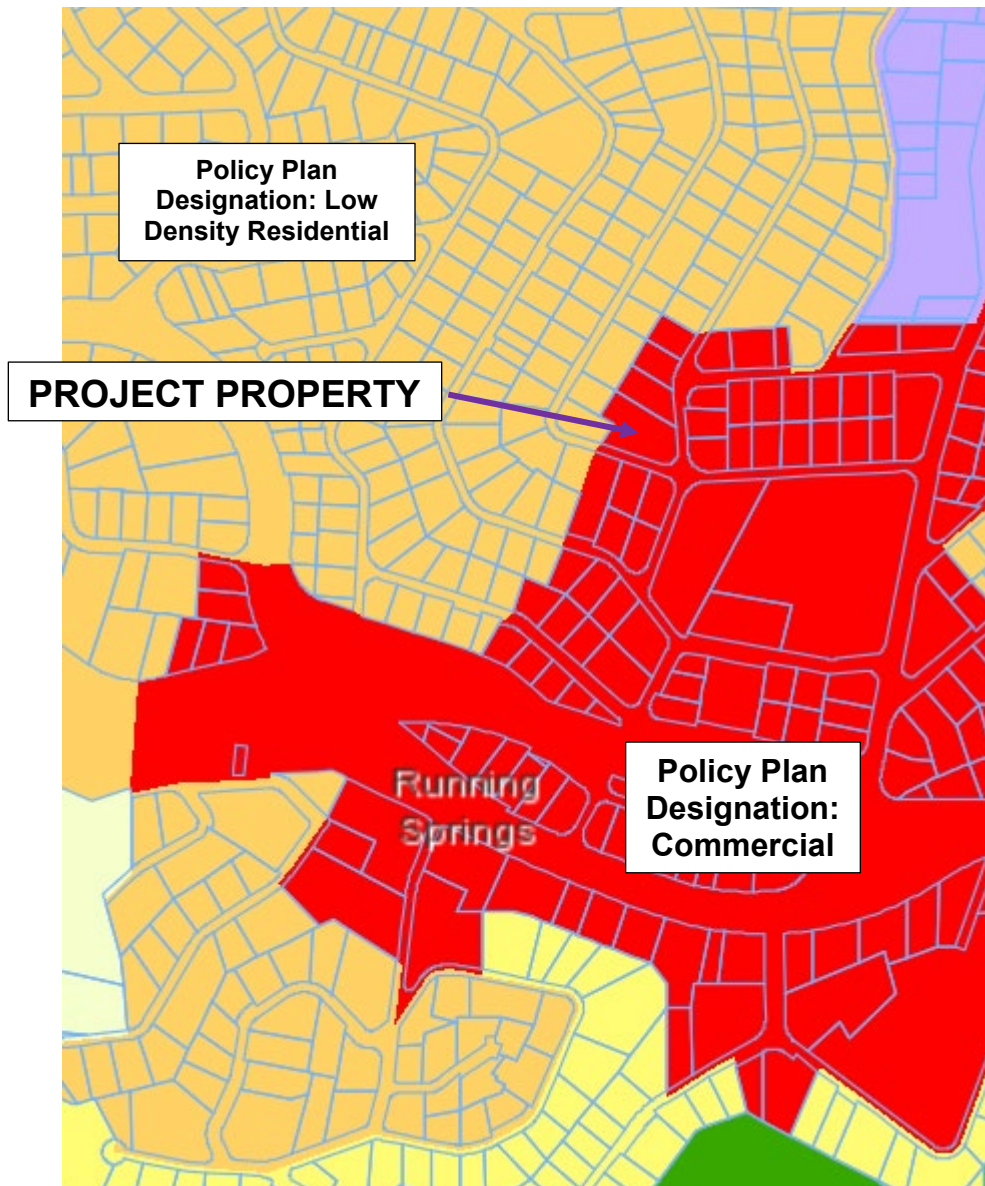 Policy Plan
Designation: Low
Density Residential
PROJECT PROPERTY
Running
Springs
Policy Plan
Designation:
Commercial